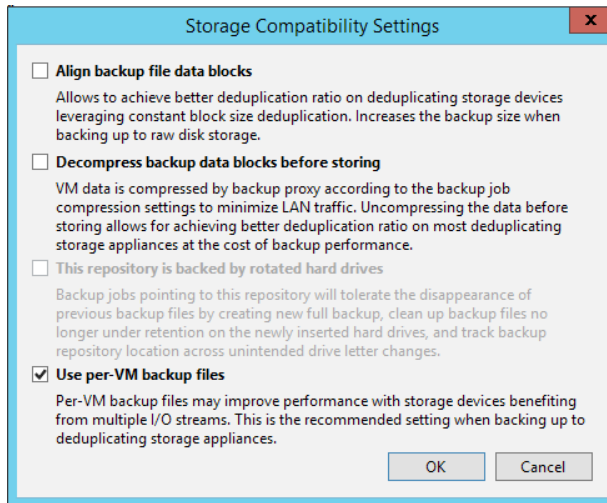 Storage Compatibility Settings
x
Align backup file data blocks
Allows to achieve better deduplication ratio on deduplicating storage devices
leveraging constant block size deduplication. Increases the backup size when
backing up to raw disk storage.
Decompress backup data blocks before storing
VM data is compressed by backup proxy according to the backup job
compression settings to minimize LAN traffic. Uncompressing the data before
storing allows for achieving better deduplication ratio on most deduplicating
storage appliances at the cost of backup performance.
This repository is backed by rotated hard drives
Backup jobs pointing to this repository will tolerate the disappearance of
previous backup files by creating new full backup, clean up backup files no
longer under retention on the newly inserted hard drives, and track backup
repository location across unintended drive letter changes.
Use per-VM backup files
Per-VM backup files may improve performance with storage devices benefiting
from multiple I/O streams. This is the recommended setting when backing up to
deduplicating storage appliances.
OK Cancel